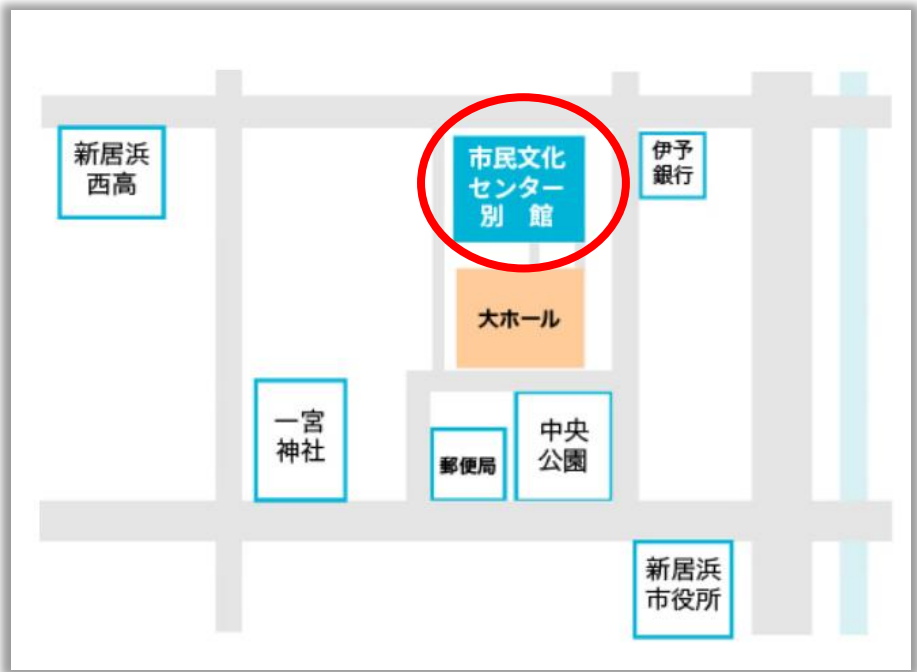 新居浜
西高
市民文化
センター
別　館
伊予
銀行
大ホール
一宮
神社
郵便局
中央
公園
新居浜
市役所